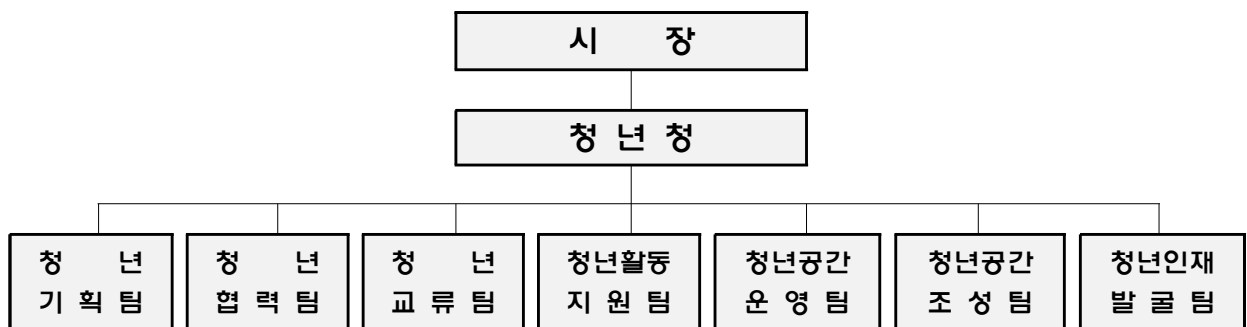 시 장
청 년 청
청 년
기 획 팀
청 년
협 력 팀
청 년
교 류 팀
청년활동
지 원 팀
청년공간
운 영 팀
청년공간
조 성 팀
청년인재
발 굴 팀